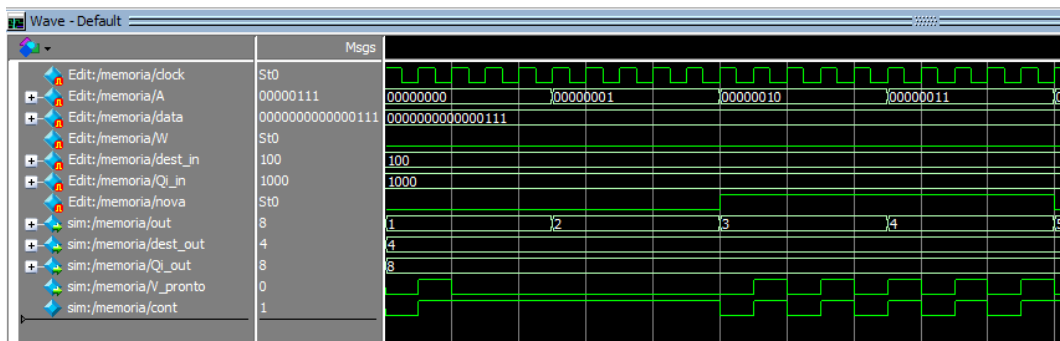 Wave - Default
Msgs
Edit:/memoria/clock St0
Edit:/memoria/A 00000111 00000000 00000001 00000010 00000011
Edit:/memoria/data 0000000000000111 0000000000000111
Edit:/memoria/W St0
Edit:/memoria/dest_in 100 100
Edit:/memoria/Qi_in 1000 1000
Edit:/memoria/nova St0
sim:/memoria/out 8 1 2 3 4 5
sim:/memoria/dest_out 4 4
sim:/memoria/Qi_out 8 8
sim:/memoria/V_pronto 0
sim:/memoria/cont 1